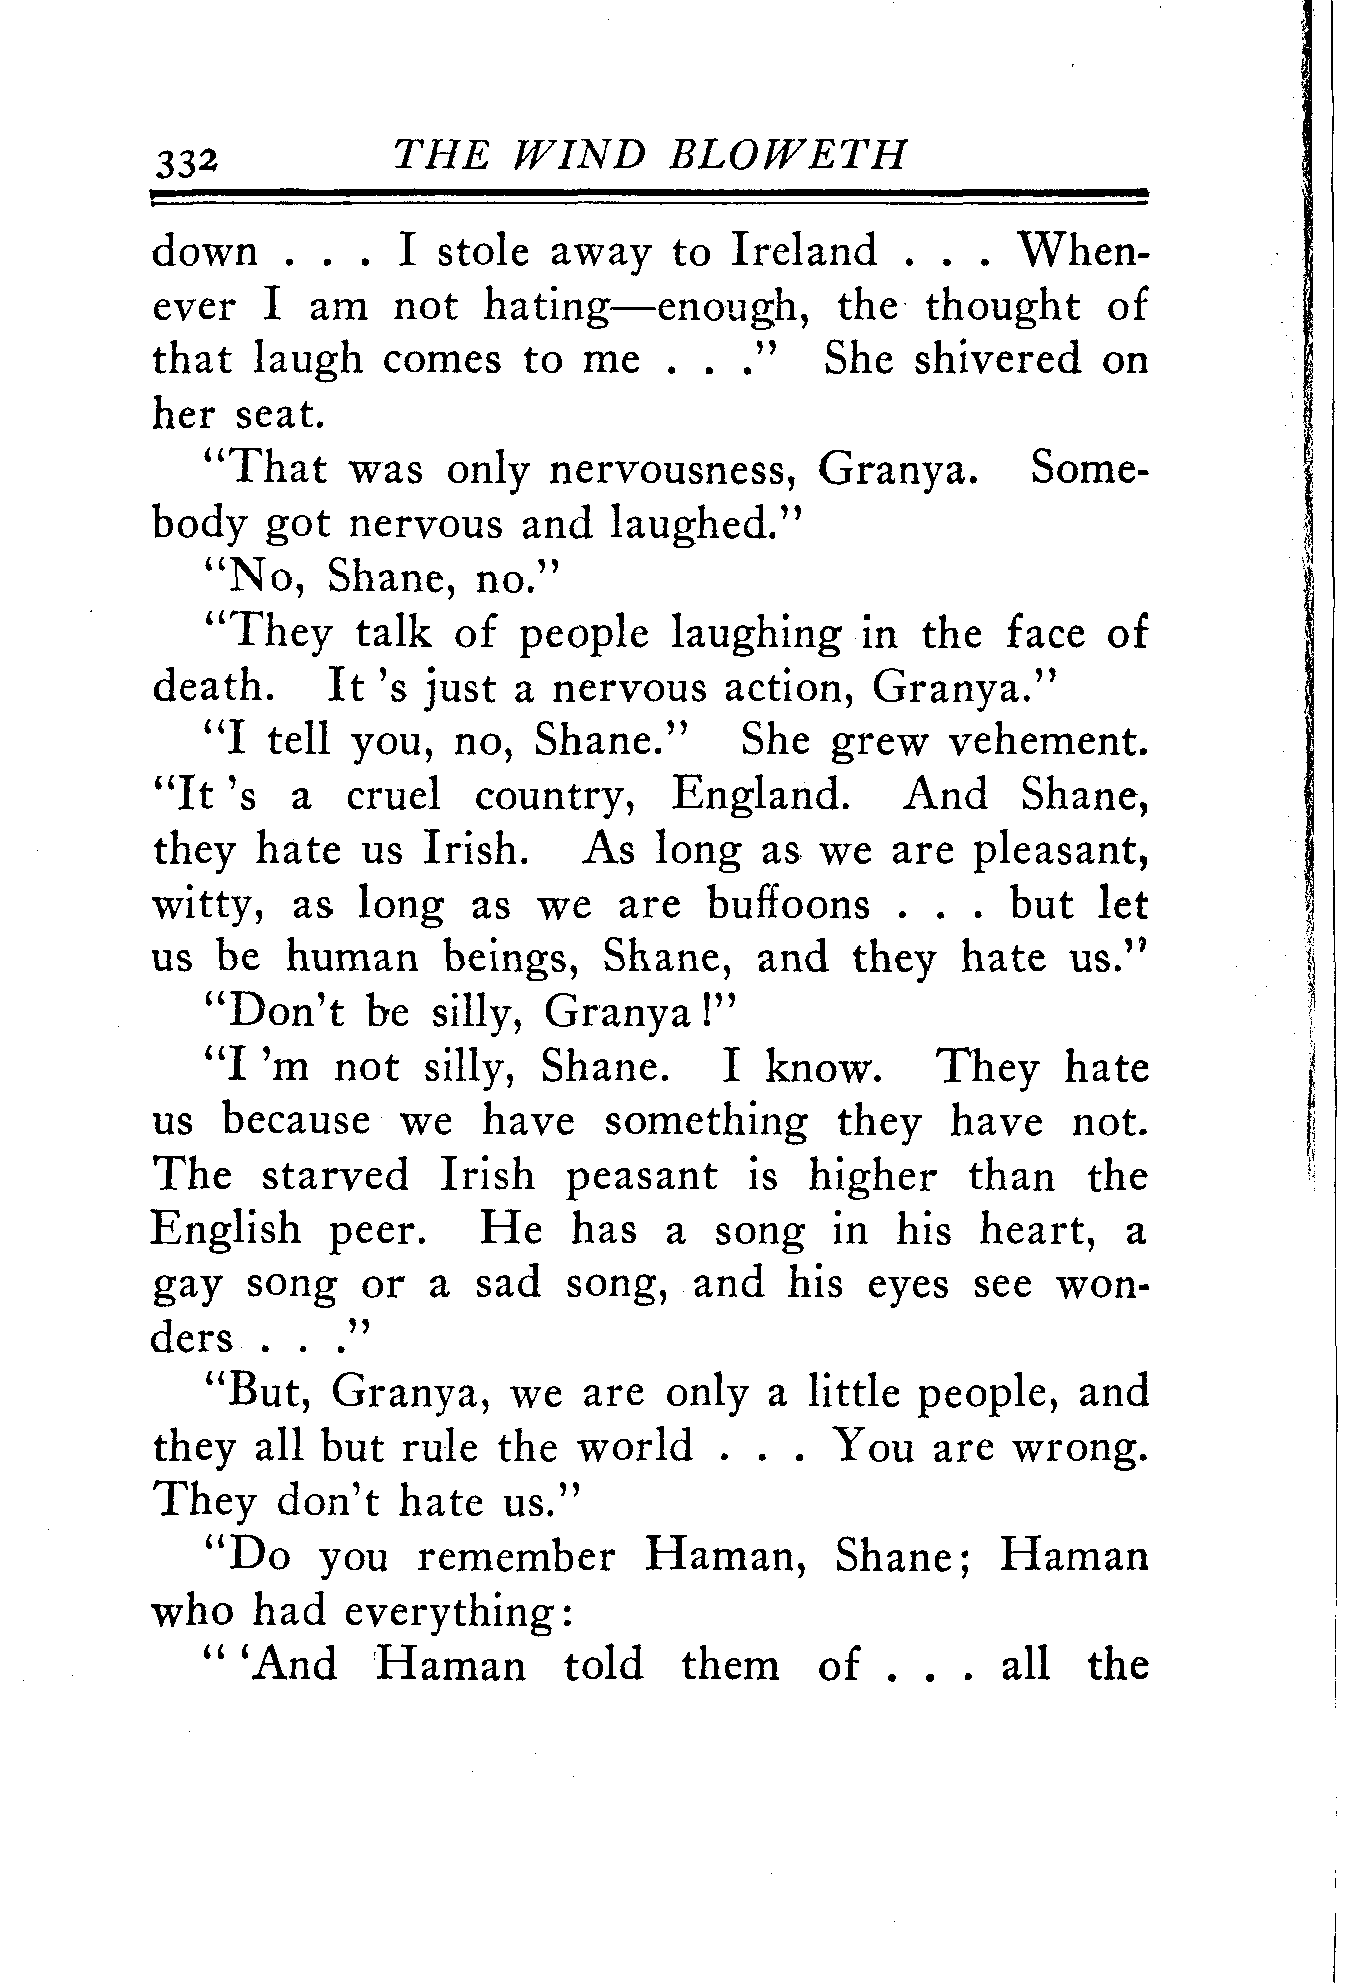 332 THE WIND BLOWETH
down . . . I stole away to Ireland . . . When-
ever I am not hating—enough, the thought of
that laugh comes to me . . ." She shivered on
her seat.
"That was only nervousness, Granya. Some-
body got nervous and laughed."
"No, Shane, no."
"They talk of people laughing in the face of
death. It 's just a nervous action, Granya."
"I tell you, no, Shane." She grew vehement.
"It 's a cruel country, England. And Shane,
they hate us Irish. As long as we are pleasant,
witty, as long as we are buffoons . . . but let
us be human beings, Shane, and they hate us."
"Don't be silly, Granya!"
"I 'm not silly, Shane. I know. They hate
us because we have something they have not.
The starved Irish peasant is higher than the
English peer. He has a song in his heart, a
gay song or a sad song, and his eyes see won-
ders . . ."
"But, Granya, we are only a little people, and
they all but rule the world . . . You are wrong.
They don't hate us."
"Do you remember Haman, Shane; Haman
who had everything:
" 'And Haman told them of . . . all the